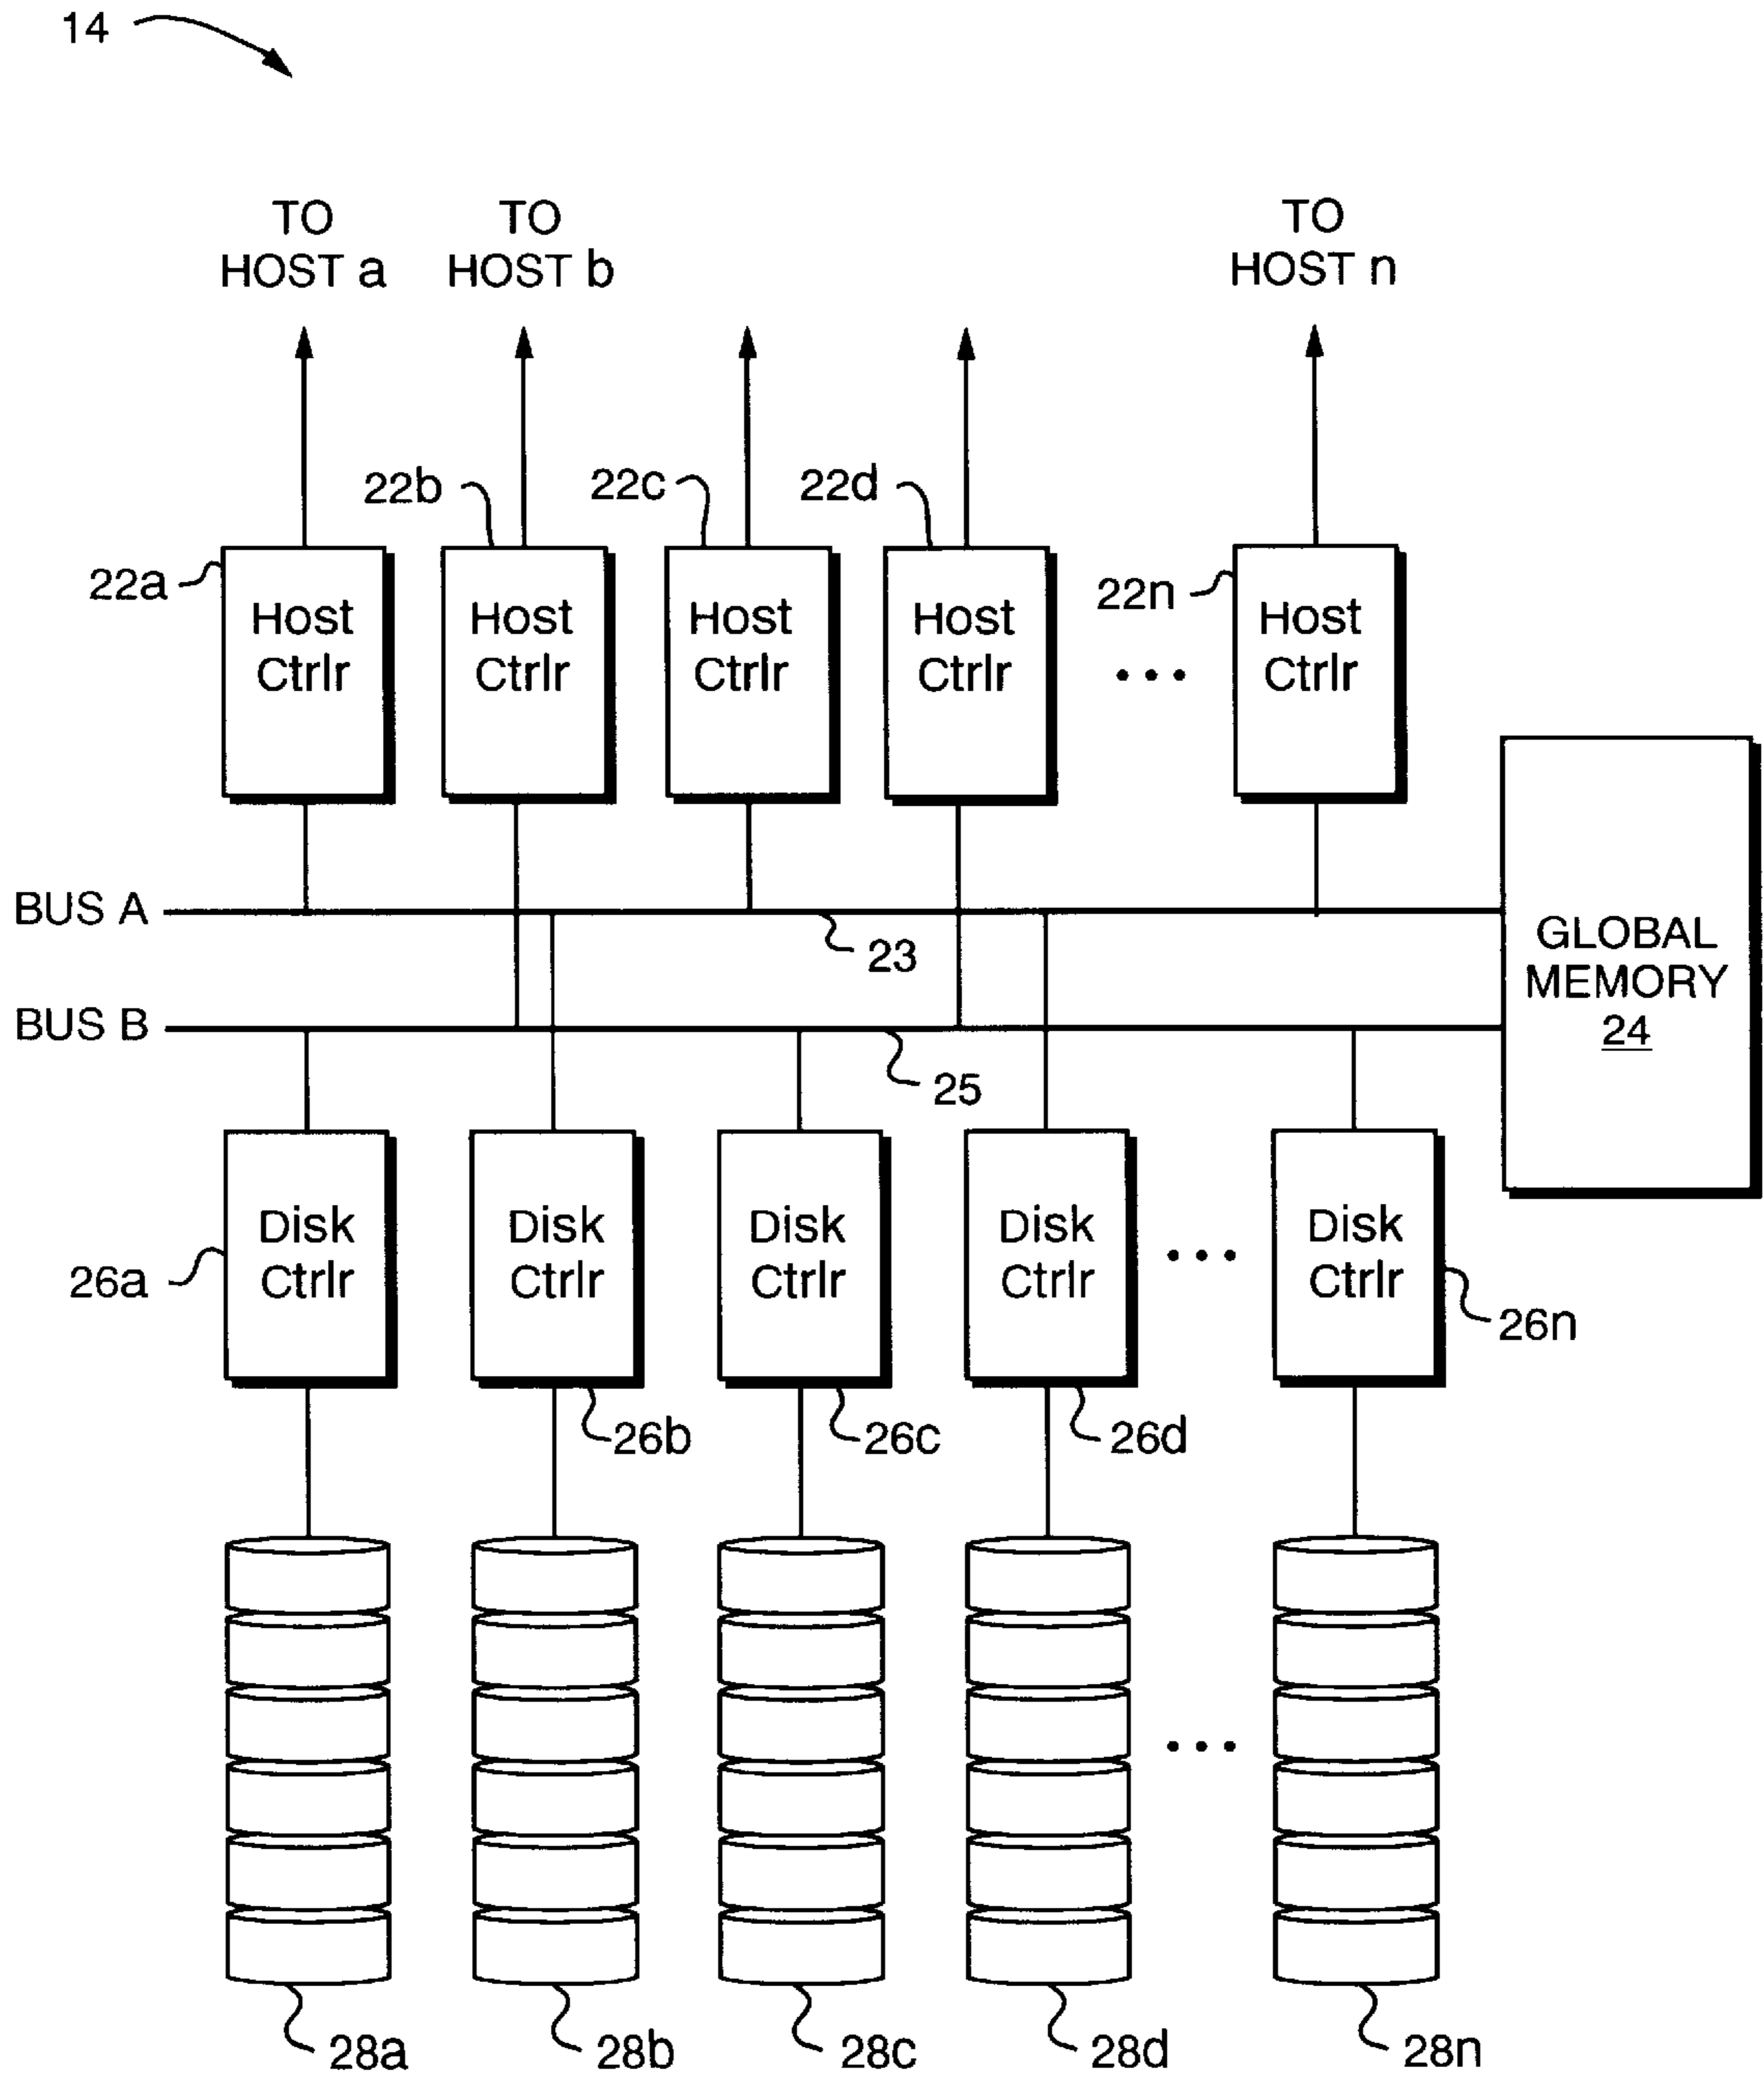 14
TO
HOST a
TO
HOST b
TO
HOST n
22a
22b
22c
22d
22n
Host
Ctrlr
Host
Ctrlr
Host
Ctrlr
Host
Ctrlr
...
Host
Ctrlr
BUS A
23
BUS B
25
GLOBAL
MEMORY
24
Disk
Ctrlr
Disk
Ctrlr
Disk
Ctrlr
Disk
Ctrlr
...
Disk
Ctrlr
26a
26b
26c
26d
26n
...
28a
28b
28c
28d
28n